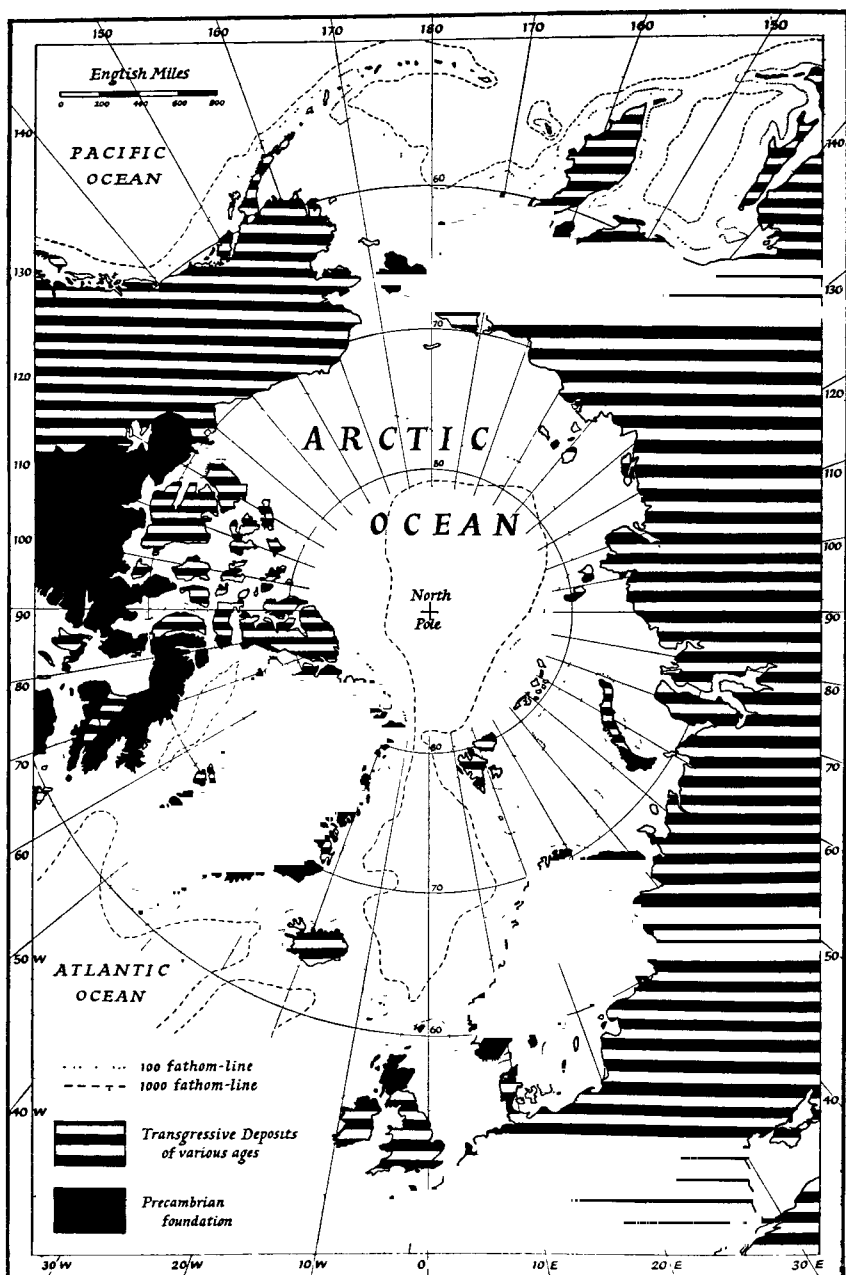 150 160 170 180 170 160 150
English Miles
0 200 400 600 800
140 140
PACIFIC
OCEAN
60
130 130
70
120 120
ARCTIC
110 110
80
OCEAN
100 100
North
Pole
90 90
80 80
80
70 70
60 60
70
50 W 50
ATLANTIC
OCEAN
60
100 fathom-line
1000 fathom-line
40 W 40
Transgressive Deposits
of various ages
Precambrian
foundation
30 W 20 W 10 W 0 10 E 20 E 30 E